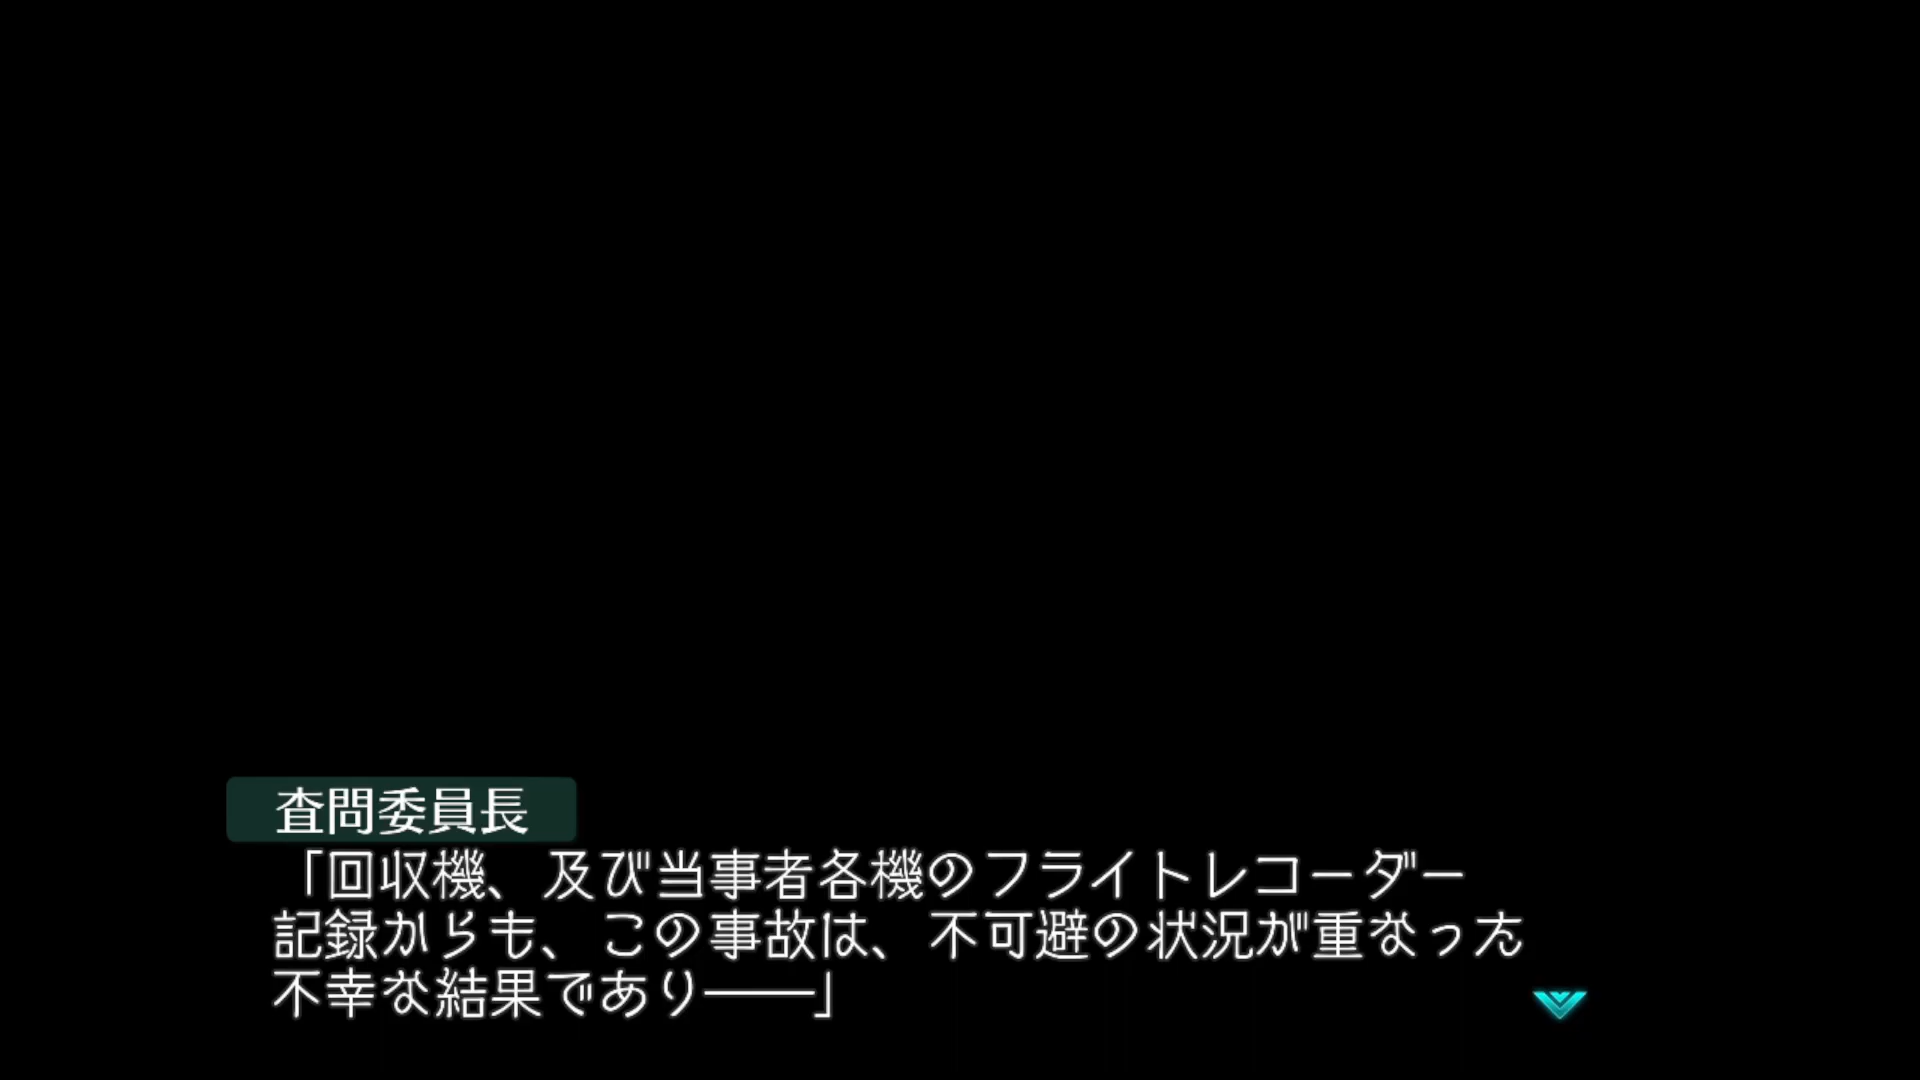 査問委員長
「回収機、及び当事者各機のフライトレコーダー
記録からも、この事故は、不可避の状況が重なった
不幸な結果であり――」